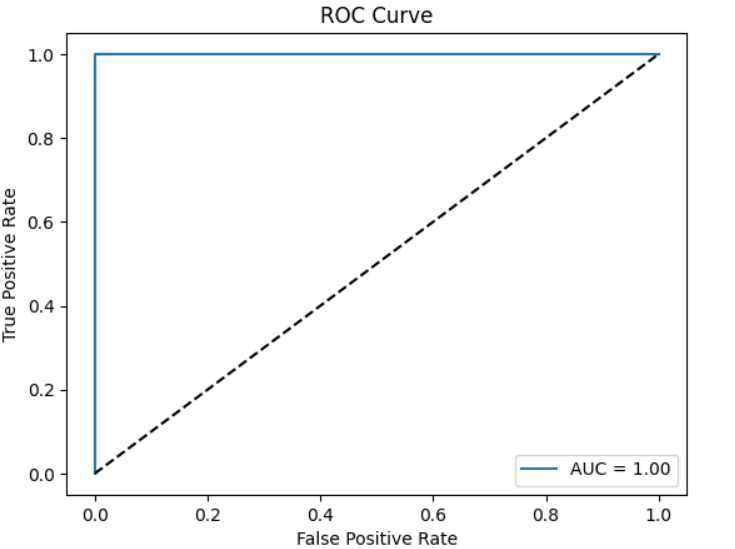 ROC Curve
True Positive Rate
1.0
0.8
0.6
0.4
0.2
0.0
AUC = 1.00
0.0 0.2 0.4 0.6 0.8 1.0
False Positive Rate